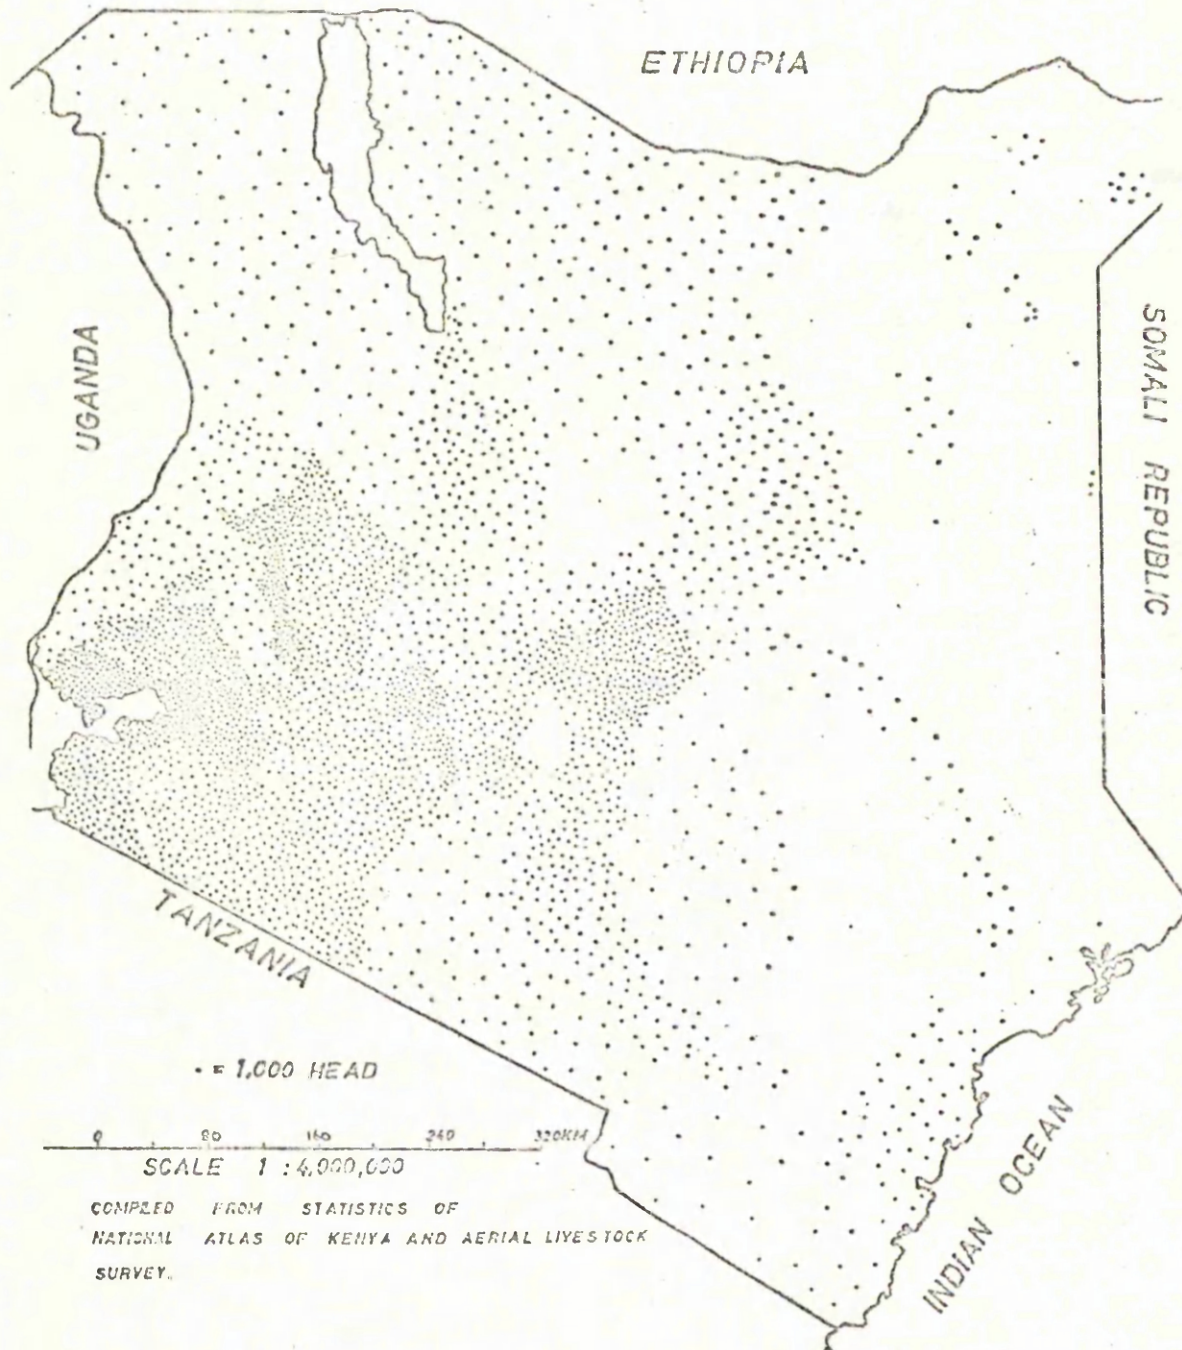 ETHIOPIA
UGANDA
SOMALI REPUBLIC
TANZANIA
INDIAN OCEAN
• = 1,000 HEAD
0 80 160 240 320KM
SCALE 1 : 4,000,000
COMPILED FROM STATISTICS OF
NATIONAL ATLAS OF KENYA AND AERIAL LIVESTOCK
SURVEY.